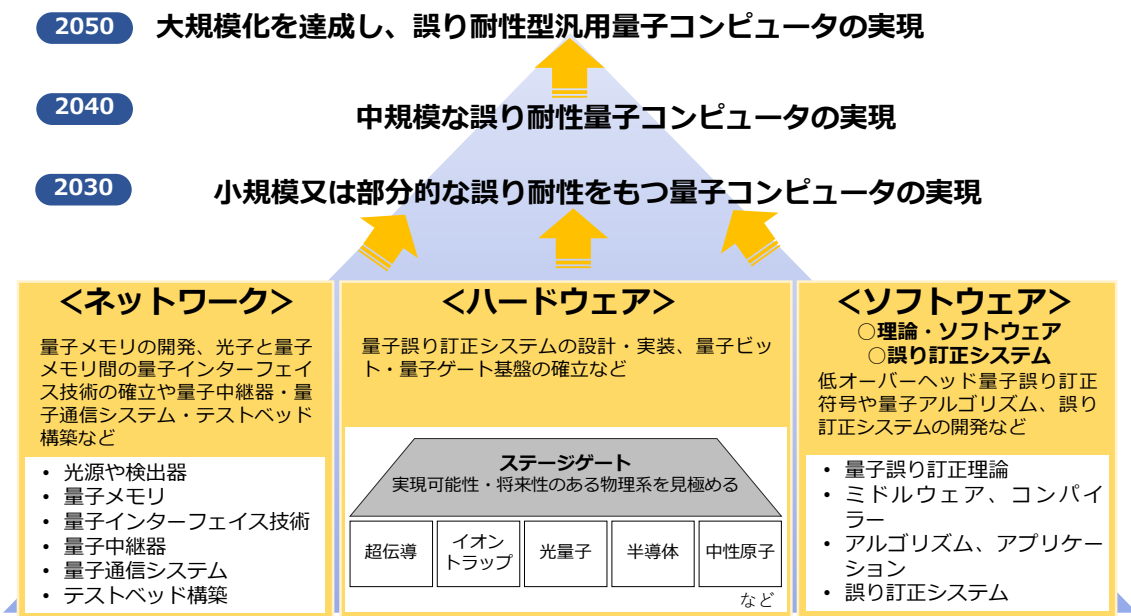 2050 大規模化を達成し、誤り耐性型汎用量子コンピュータの実現
2040 中規模な誤り耐性量子コンピュータの実現
2030 小規模又は部分的な誤り耐性をもつ量子コンピュータの実現
＜ネットワーク＞
量子メモリの開発、光子と量子
メモリ間の量子インターフェイ
ス技術の確立や量子中継器・量
子通信システム・テストベッド
構築など
• 光源や検出器
• 量子メモリ
• 量子インターフェイス技術
• 量子中継器
• 量子通信システム
• テストベッド構築
＜ハードウェア＞
量子誤り訂正システムの設計・実装、量子ビッ
ト・量子ゲート基盤の確立など
ステージゲート
実現可能性・将来性のある物理系を見極める
超伝導
イオン
トラップ
光量子
半導体
中性原子
など
＜ソフトウェア＞
○理論・ソフトウェア
○誤り訂正システム
低オーバーヘッド量子誤り訂正
符号や量子アルゴリズム、誤り
訂正システムの開発など
• 量子誤り訂正理論
• ミドルウェア、コンパイ
ラー
• アルゴリズム、アプリケー
ション
• 誤り訂正システム